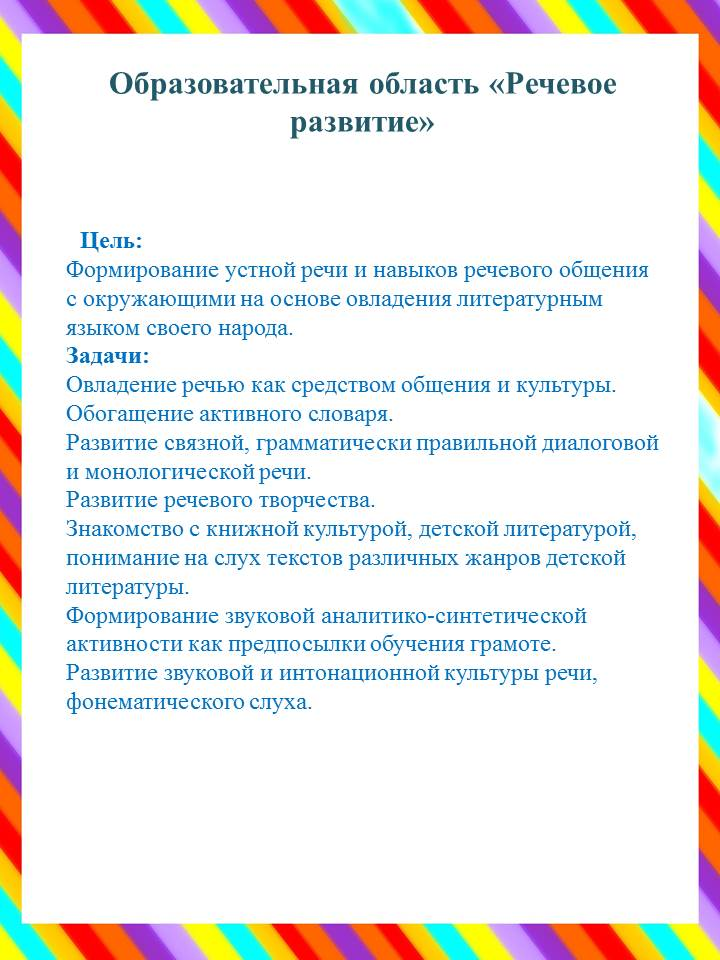 Образовательная область «Речевое
развитие»
Цель:
Формирование устной речи и навыков речевого общения
с окружающими на основе овладения литературным
языком своего народа.
Задачи:
Овладение речью как средством общения и культуры.
Обогащение активного словаря.
Развитие связной, грамматически правильной диалоговой
и монологической речи.
Развитие речевого творчества.
Знакомство с книжной культурой, детской литературой,
понимание на слух текстов различных жанров детской
литературы.
Формирование звуковой аналитико-синтетической
активности как предпосылки обучения грамоте.
Развитие звуковой и интонационной культуры речи,
фонематического слуха.